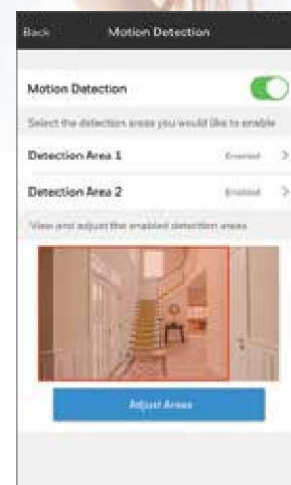 Back Motion Detection
Motion Detection
Select the detection areas you would like to enable
Detection Area 1 Enabled >
Detection Area 2 Enabled >
View and adjust the enabled detection areas
Adjust Areas